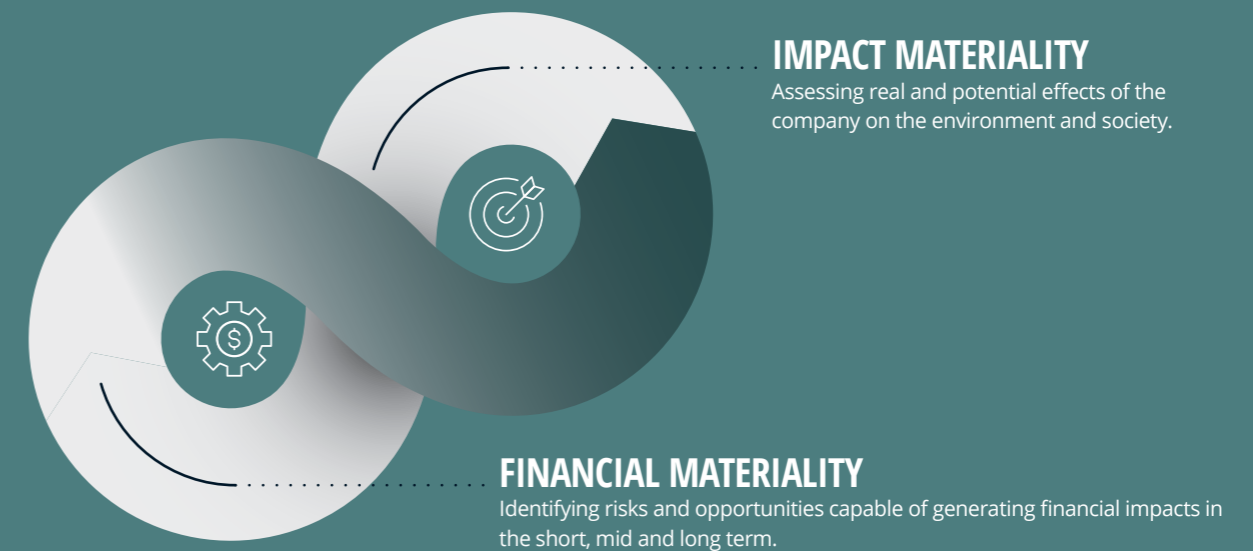 IMPACT MATERIALITY
Assessing real and potential effects of the
company on the environment and society.
$
FINANCIAL MATERIALITY
Identifying risks and opportunities capable of generating financial impacts in
the short, mid and long term.